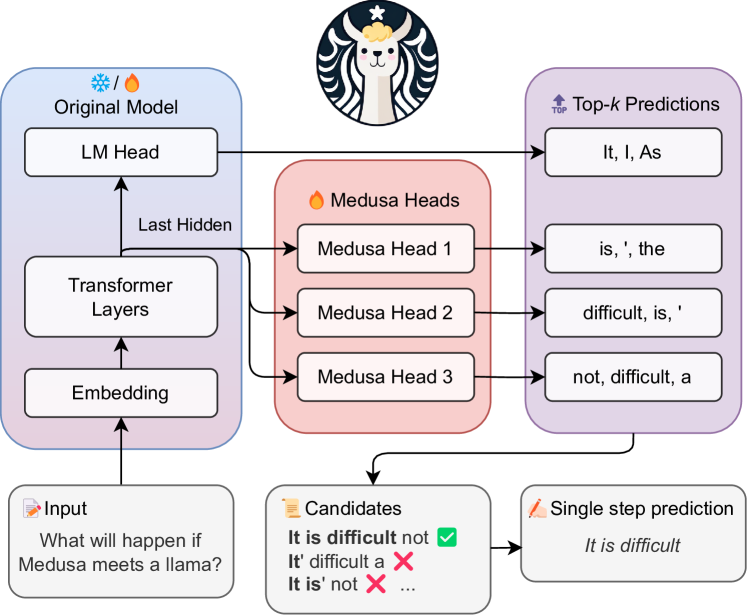 ❄️ / 🔥
Original Model
LM Head
Last Hidden
Transformer
Layers
Embedding
🔥 Medusa Heads
Medusa Head 1
Medusa Head 2
Medusa Head 3
TOP Top-k Predictions
It, I, As
is, ', the
difficult, is, '
not, difficult, a
📝 Input
What will happen if
Medusa meets a llama?
📜 Candidates
It is difficult not ✅
It' difficult a ❌
It is' not ❌ ...
✍🏻 Single step prediction
It is difficult